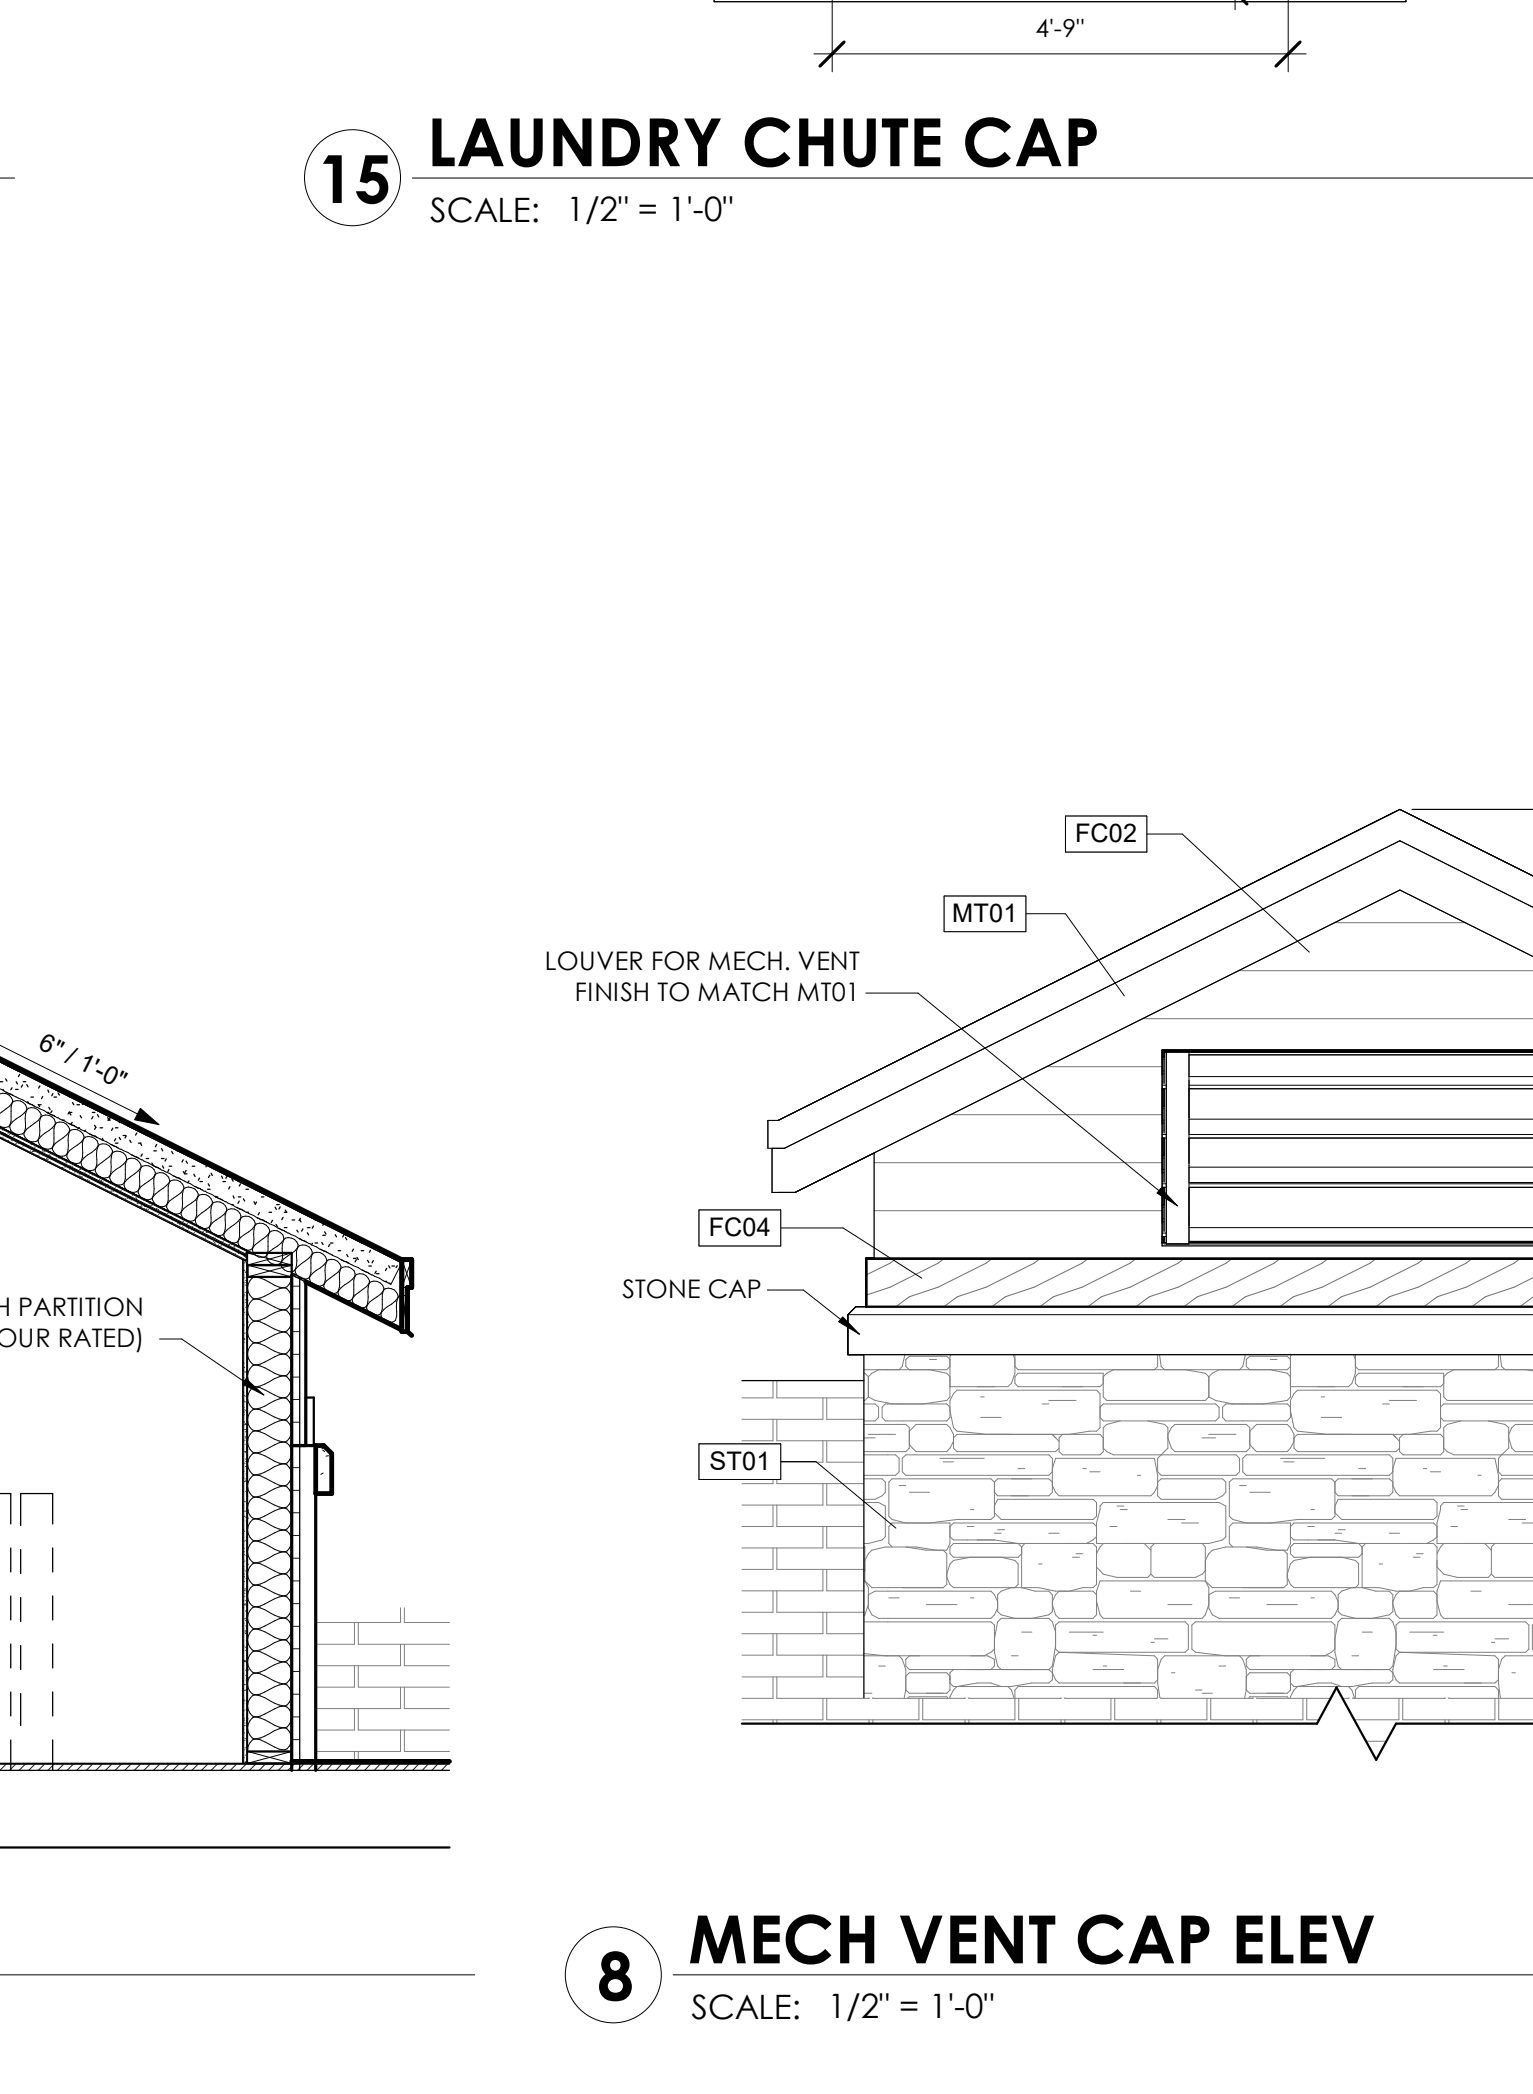 4'-9"
15
LAUNDRY CHUTE CAP
SCALE: 1/2" = 1'-0"
FC02
MT01
LOUVER FOR MECH. VENT
FINISH TO MATCH MT01
6" / 1'-0"
FC04
STONE CAP
PARTITION
RATED)
ST01
8
MECH VENT CAP ELEV
SCALE: 1/2" = 1'-0"